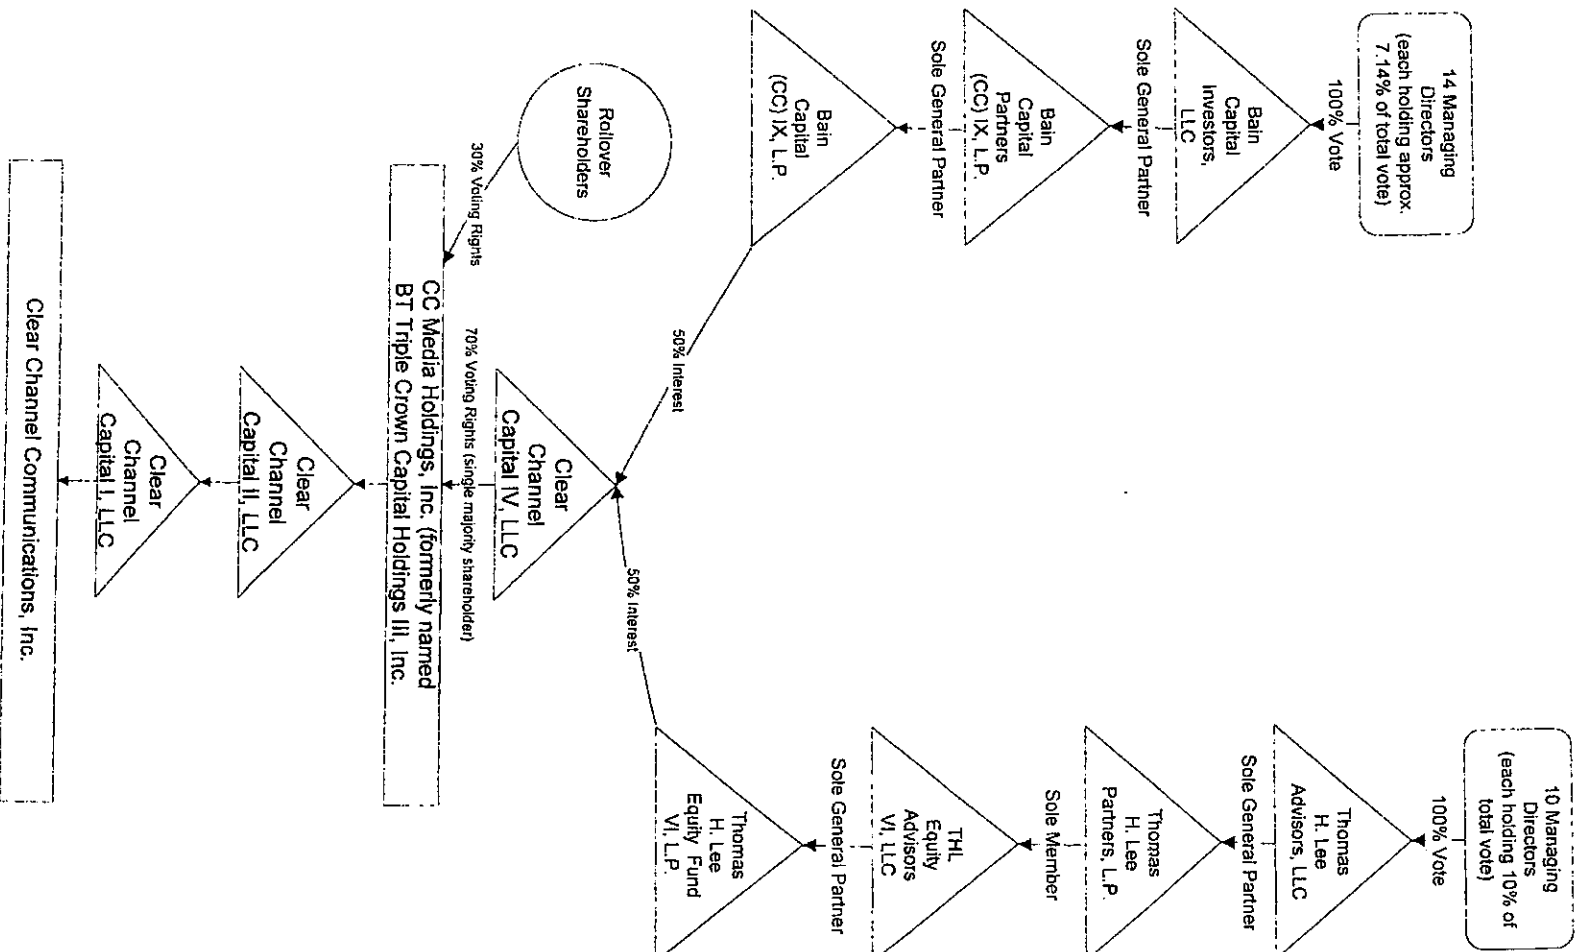 14 Managing
Directors
(each holding approx.
7.14% of total vote)
100% Vote
Bain
Capital
Investors,
LLC
Sole General Partner
Bain
Capital
Partners
(CC) IX, L.P.
Sole General Partner
Bain
Capital
(CC) IX, L.P.
50% Interest
10 Managing
Directors
(each holding 10% of
total vote)
100% Vote
Thomas
H. Lee
Advisors, LLC
Sole General Partner
Thomas
H. Lee
Partners, L.P.
Sole Member
THL
Equity
Advisors
VI, LLC
Sole General Partner
Thomas
H. Lee
Equity Fund
VI, L.P.
50% Interest
Rollover
Shareholders
30% Voting Rights
Clear
Channel
Capital IV, LLC
70% Voting Rights (single majority shareholder)
CC Media Holdings, Inc. (formerly named
BT Triple Crown Capital Holdings III, Inc.
Clear
Channel
Capital II, LLC
Clear
Channel
Capital I, LLC
Clear Channel Communications, Inc.